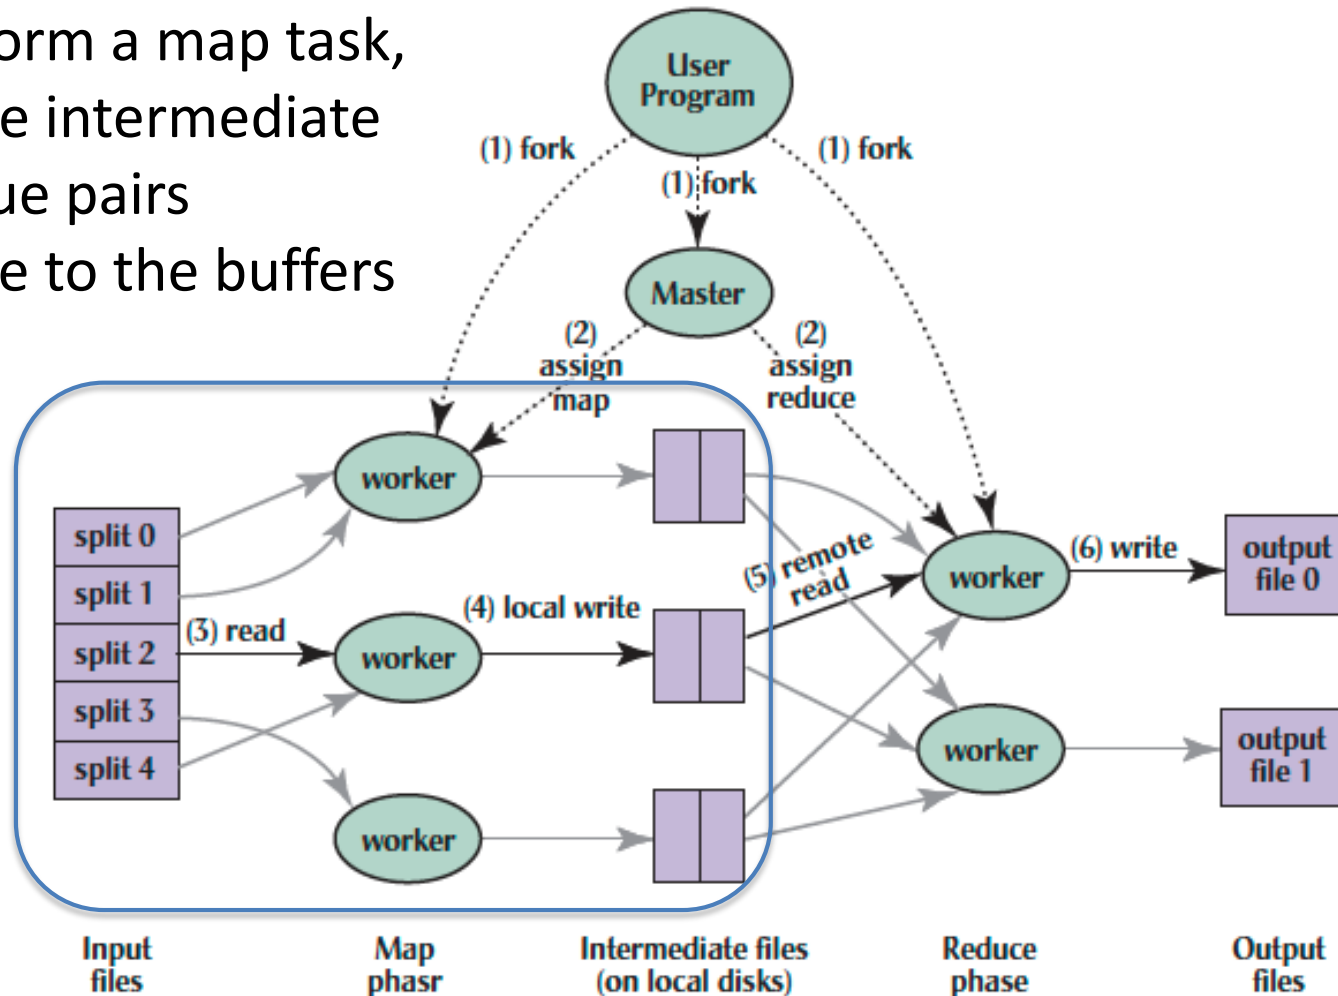 orm a map task,
e intermediate
ue pairs
e to the buffers
User
Program
(1) fork
(1) fork
(1) fork
Master
(2)
assign
map
(2)
assign
reduce
worker
split 0
split 1
split 2
split 3
split 4
(3) read
worker
(4) local write
worker
(5) remote
read
worker
(6) write
output
file 0
worker
output
file 1
Input
files
Map
phasr
Intermediate files
(on local disks)
Reduce
phase
Output
files